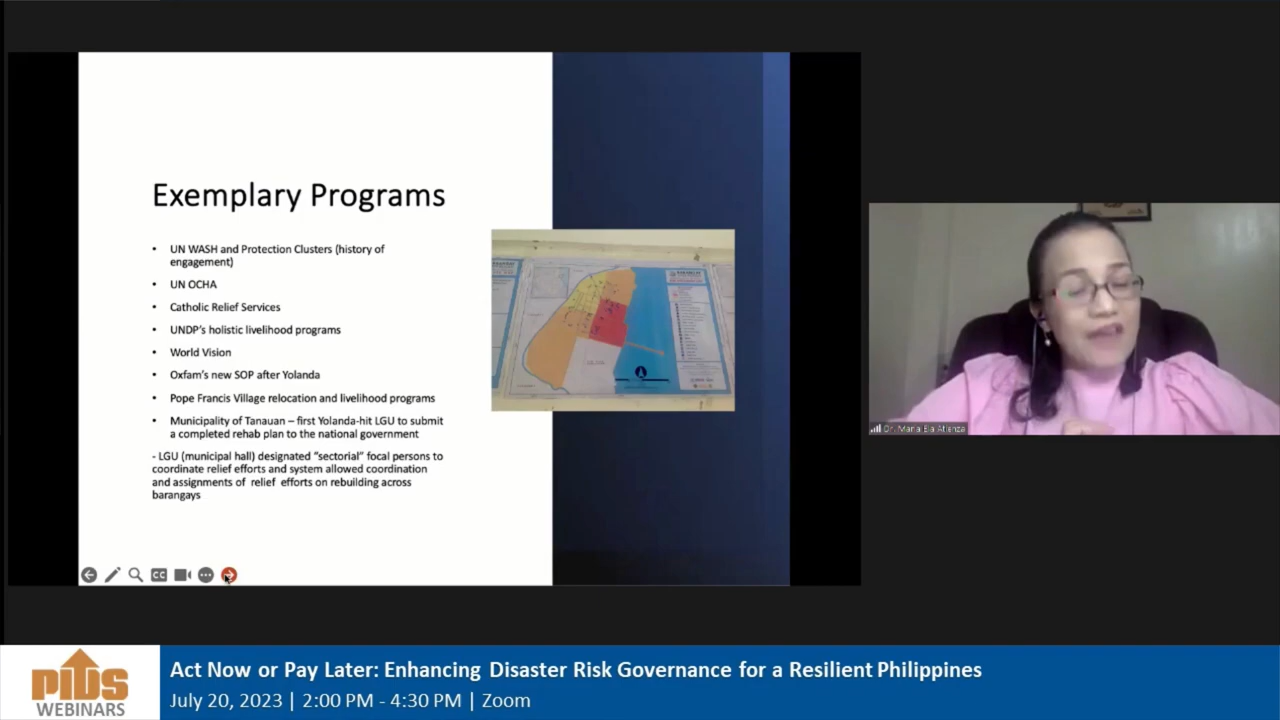 Exemplary Programs
• UN WASH and Protection Clusters (history of
engagement)
• UN OCHA
• Catholic Relief Services
• UNDP's holistic livelihood programs
• World Vision
• Oxfam's new SOP after Yolanda
• Pope Francis Village relocation and livelihood programs
• Municipality of Tanauan – first Yolanda-hit LGU to submit
a completed rehab plan to the national government
- LGU (municipal hall) designated "sectorial" focal persons to
coordinate relief efforts and system allowed coordination
and assignments of relief efforts on rebuilding across
barangays
CC
Dr. Maria Ela Atienza
pids
WEBINARS
Act Now or Pay Later: Enhancing Disaster Risk Governance for a Resilient Philippines
July 20, 2023 | 2:00 PM - 4:30 PM | Zoom